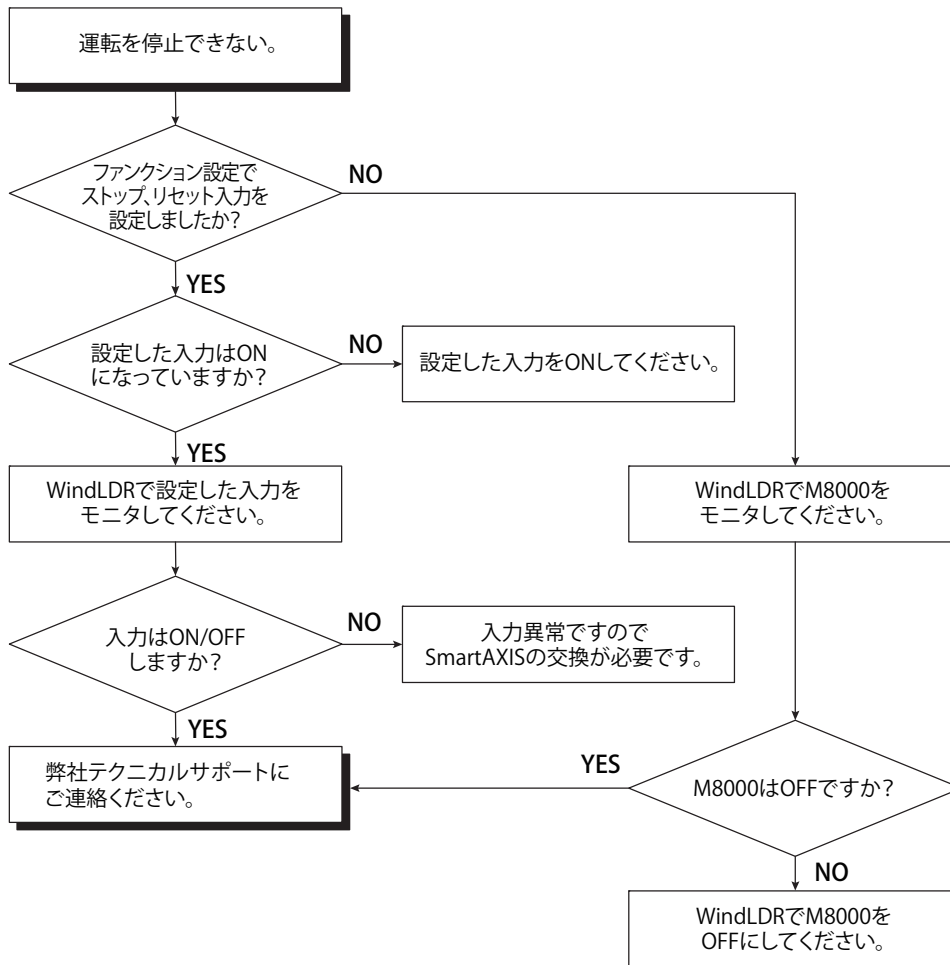 運転を停止できない。
ファンクション設定で
ストップ、リセット入力を
設定しましたか?
NO
YES
設定した入力はON
になっていますか?
NO
設定した入力をONしてください。
YES
WindLDRで設定した入力を
モニタしてください。
WindLDRでM8000を
モニタしてください。
入力はON/OFF
しますか?
NO
入力異常ですので
SmartAXISの交換が必要です。
YES
弊社テクニカルサポートに
ご連絡ください。
YES
M8000はOFFですか?
NO
WindLDRでM8000を
OFFにしてください。